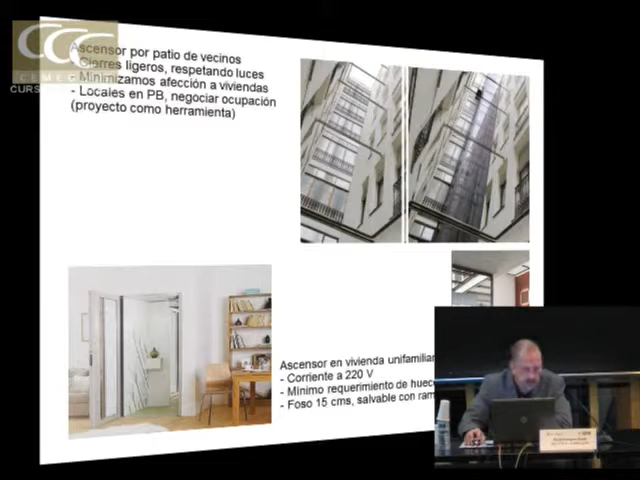 CCC
CURS
Ascensor por patio de vecinos
- Cierres ligeros, respetando luces
- Minimizamos afección a viviendas
- Locales en PB, negociar ocupación
(proyecto como herramienta)
Ascensor en vivienda unifamiliar
- Corriente a 220 V
- Mínimo requerimiento de huec
- Foso 15 cms, salvable con ram